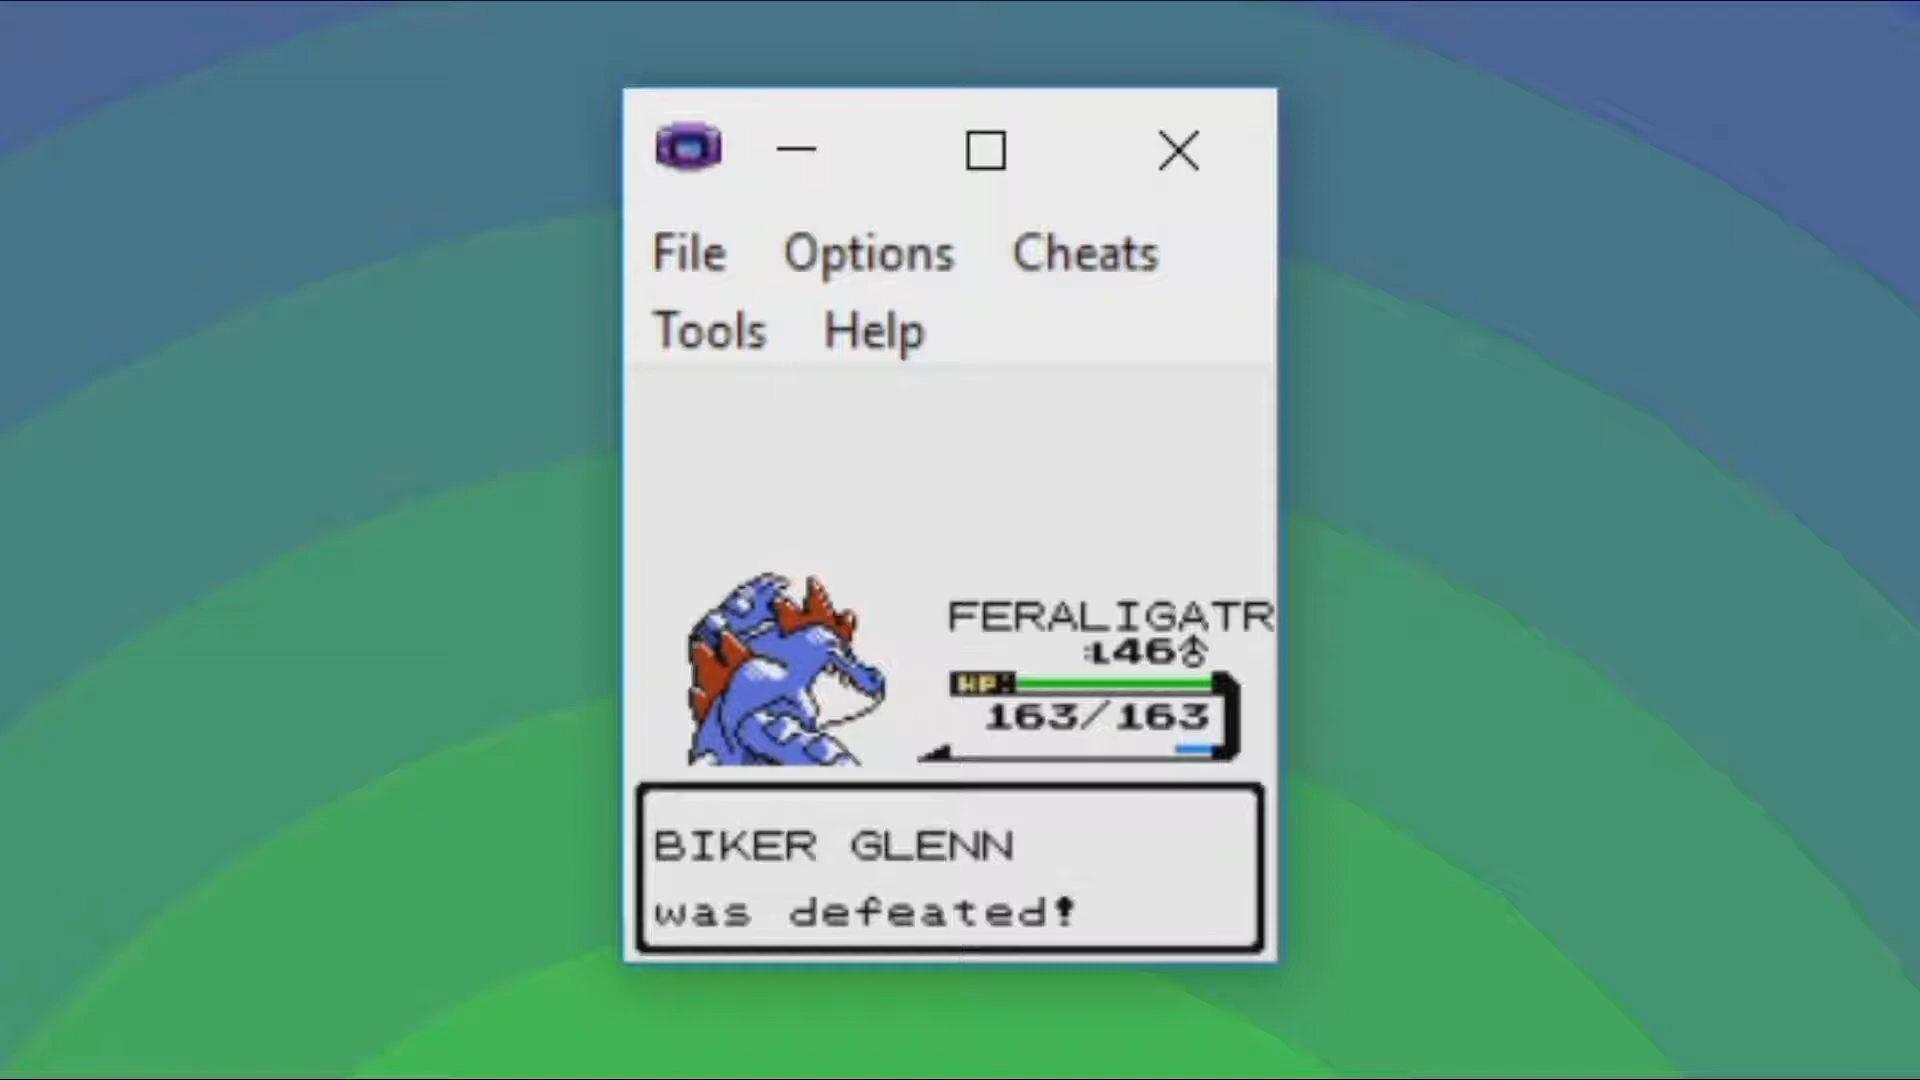 File Options Cheats
Tools Help
FERALIGATR
:L46♂
HP:
163/163
BIKER GLENN
was defeated!